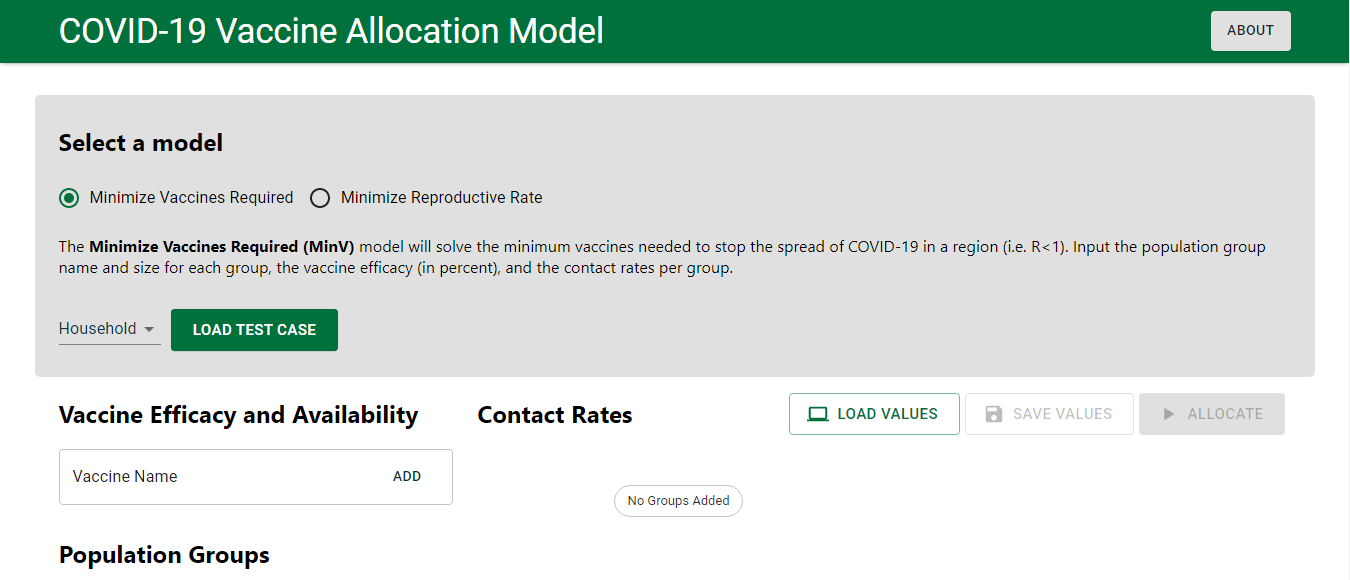 COVID-19 Vaccine Allocation Model
ABOUT
Select a model
Minimize Vaccines Required
Minimize Reproductive Rate
The Minimize Vaccines Required (MinV) model will solve the minimum vaccines needed to stop the spread of COVID-19 in a region (i.e. R<1). Input the population group
name and size for each group, the vaccine efficacy (in percent), and the contact rates per group.
Household
LOAD TEST CASE
Vaccine Efficacy and Availability
Contact Rates
LOAD VALUES
SAVE VALUES
ALLOCATE
Vaccine Name
ADD
No Groups Added
Population Groups